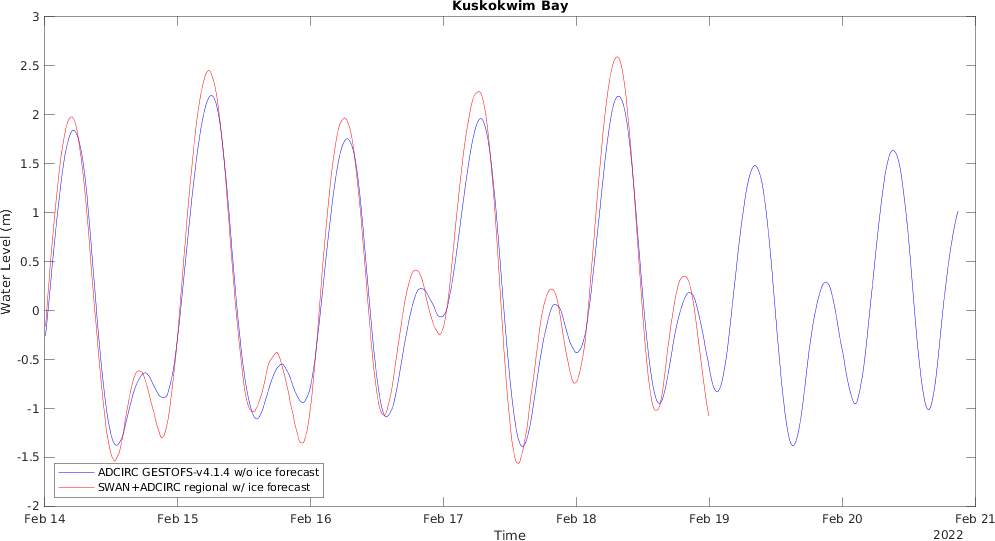 Kuskokwim Bay
3
2.5
2
1.5
1
0.5
0
-0.5
-1
-1.5
-2
Water Level (m)
ADCIRC GESTOFS-v4.1.4 w/o ice forecast
SWAN+ADCIRC regional w/ ice forecast
Feb 14 Feb 15 Feb 16 Feb 17 Feb 18 Feb 19 Feb 20 Feb 21
Time
2022